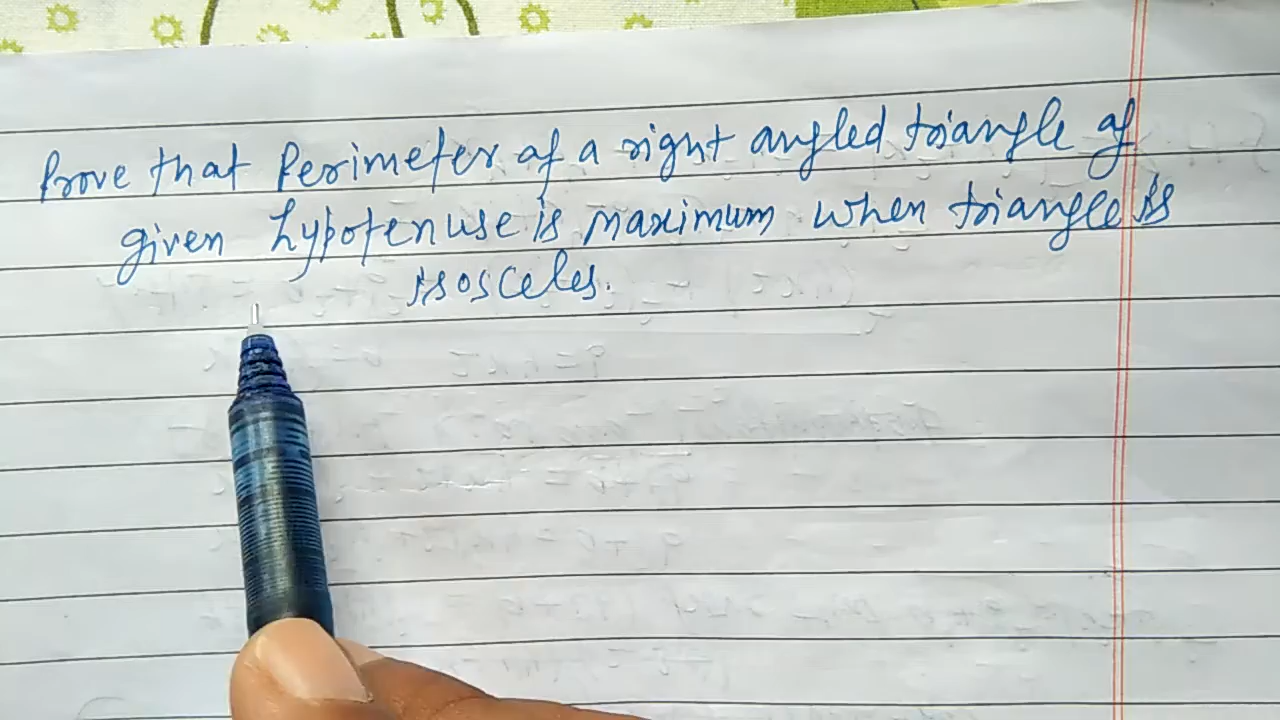 Prove that Perimeter of a right angled triangle of
given hypotenuse is maximum when triangle is
isosceles.